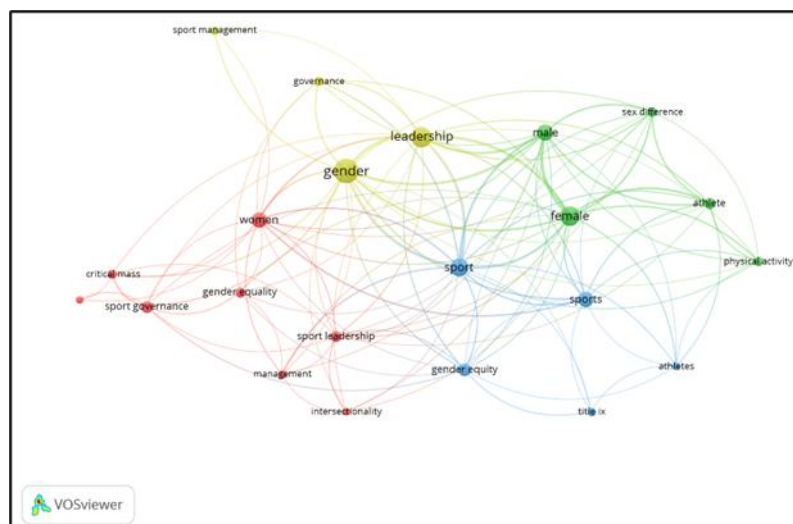 sport management
governance
leadership
male
sex difference
gender
women
female
athlete
sport
physical activity
critical mass
gender equality
sports
sport governance
sport leadership
management
gender equity
athletes
intersectionality
title ix
VOSviewer